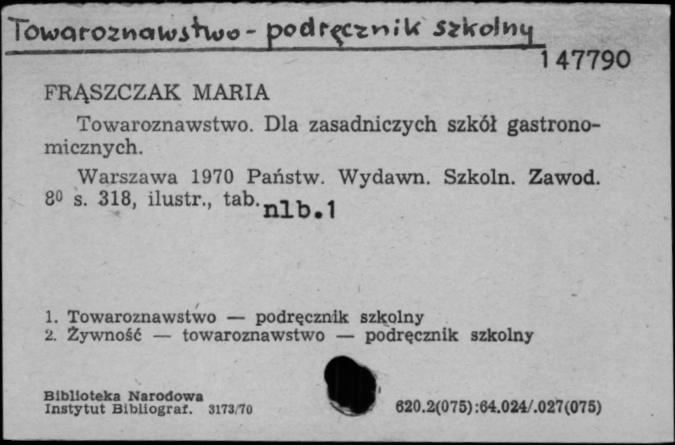 Towaroznawstwo - podręcznik szkolny
147790
FRĄSZCZAK MARIA
Towaroznawstwo. Dla zasadniczych szkół gastrono-
micznych.
Warszawa 1970 Państw. Wydawn. Szkoln. Zawod.
8⁰ s. 318, ilustr., tab. nlb.1
1. Towaroznawstwo — podręcznik szkolny
2. Żywność — towaroznawstwo — podręcznik szkolny
Biblioteka Narodowa
Instytut Bibliograf. 3173/70
620.2(075):64.024/.027(075)